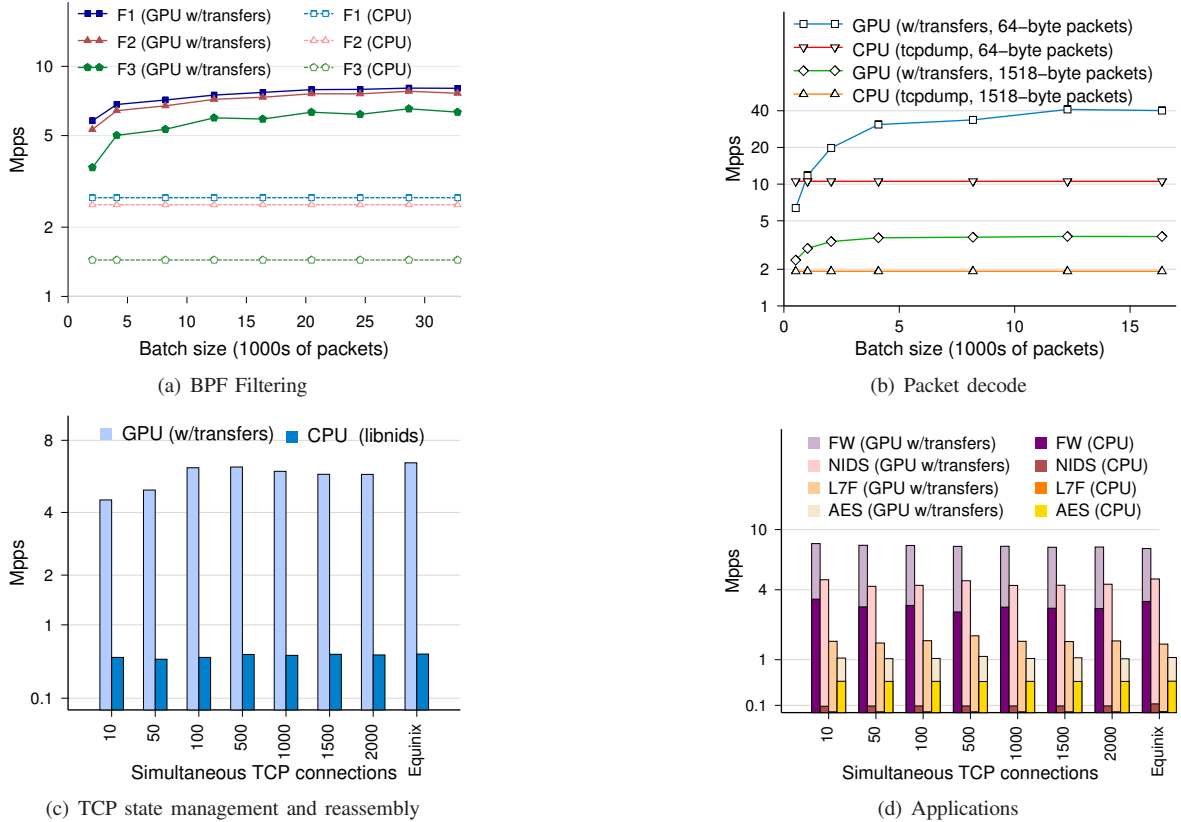 F1 (GPU w/transfers) F1 (CPU)
F2 (GPU w/transfers) F2 (CPU)
F3 (GPU w/transfers) F3 (CPU)
10
5
2
1
Mpps
0 5 10 15 20 25 30
Batch size (1000s of packets)
(a) BPF Filtering
GPU (w/transfers, 64−byte packets)
CPU (tcpdump, 64−byte packets)
GPU (w/transfers, 1518−byte packets)
CPU (tcpdump, 1518−byte packets)
40
20
10
5
2
1
Mpps
0 5 10 15
Batch size (1000s of packets)
(b) Packet decode
GPU (w/transfers) CPU (libnids)
8
4
2
1
0.1
Mpps
10 50 100 500 1000 1500 2000 Equinix
Simultaneous TCP connections
(c) TCP state management and reassembly
FW (GPU w/transfers) FW (CPU)
NIDS (GPU w/transfers) NIDS (CPU)
L7F (GPU w/transfers) L7F (CPU)
AES (GPU w/transfers) AES (CPU)
10
4
1
0.1
Mpps
10 50 100 500 1000 1500 2000 Equinix
Simultaneous TCP connections
(d) Applications